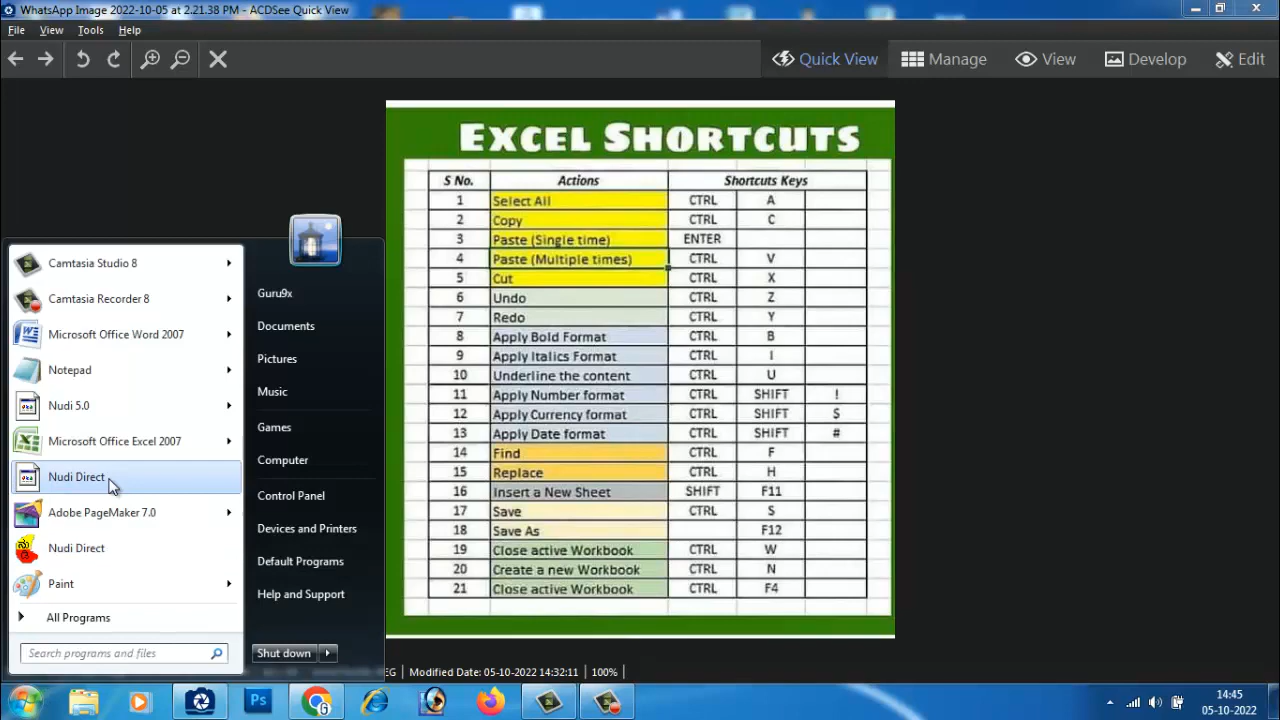 WhatsApp Image 2022-10-05 at 2.21.38 PM - ACDSee Quick View
File View Tools Help
Quick View Manage View Develop Edit
EXCEL SHORTCUTS
S No. Actions Shortcuts Keys
1 Select All CTRL A
2 Copy CTRL C
3 Paste (Single time) ENTER
4 Paste (Multiple times) CTRL V
5 Cut CTRL X
6 Undo CTRL Z
7 Redo CTRL Y
8 Apply Bold Format CTRL B
9 Apply Italics Format CTRL I
10 Underline the content CTRL U
11 Apply Number format CTRL SHIFT !
12 Apply Currency format CTRL SHIFT $
13 Apply Date format CTRL SHIFT #
14 Find CTRL F
15 Replace CTRL H
16 Insert a New Sheet SHIFT F11
17 Save CTRL S
18 Save As F12
19 Close active Workbook CTRL W
20 Create a new Workbook CTRL N
21 Close active Workbook CTRL F4
Camtasia Studio 8
Camtasia Recorder 8
Microsoft Office Word 2007
Notepad
Nudi 5.0
Microsoft Office Excel 2007
Nudi Direct
Adobe PageMaker 7.0
Nudi Direct
Paint
All Programs
Search programs and files
Guru9x
Documents
Pictures
Music
Games
Computer
Control Panel
Devices and Printers
Default Programs
Help and Support
Shut down
EG Modified Date: 05-10-2022 14:32:11 100%
Ps
G
14:45
05-10-2022